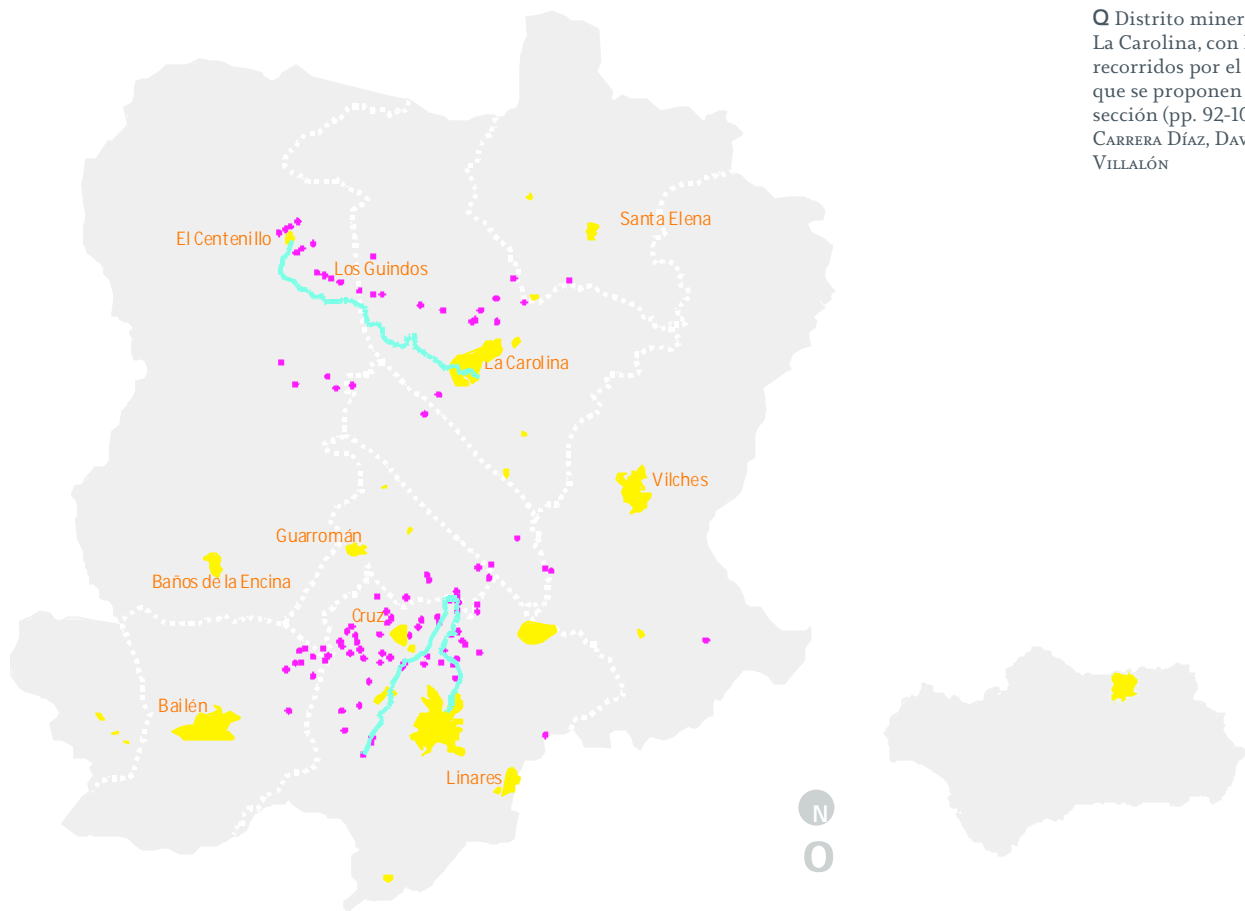 Q Distrito miner
La Carolina, con
recorridos por el
que se proponen
sección (pp. 92-10
CARRERA DÍAZ, DAV
VILLALÓN
Santa Elena
El Centenillo
Los Guindos
La Carolina
Vilches
Guarromán
Baños de la Encina
Cruz
Bailén
Linares
N
O